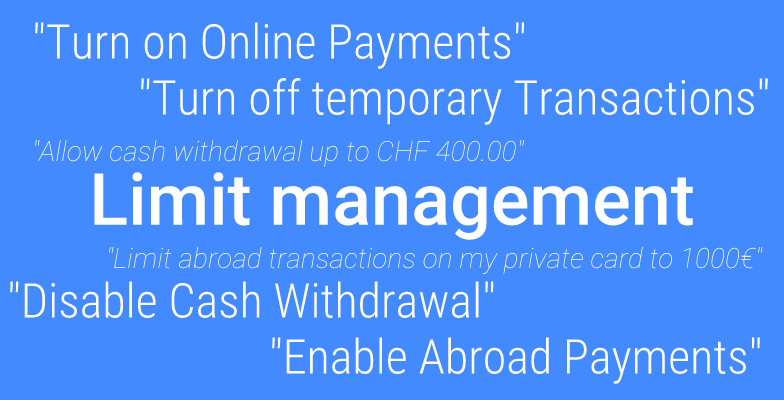 "Turn on Online Payments"
"Turn off temporary Transactions"
"Allow cash withdrawal up to CHF 400.00"
Limit management
"Limit abroad transactions on my private card to 1000€"
"Disable Cash Withdrawal"
"Enable Abroad Payments"